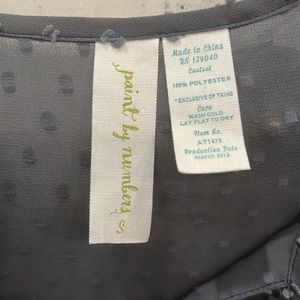 paint by numbers
Made in China
RN 139040
Content
100% POLYESTER
*EXCLUSIVE OF TRIMS
Care
WASH COLD
LAY FLAT TO DRY
Item No.
AT1475
Production Date
March 2013